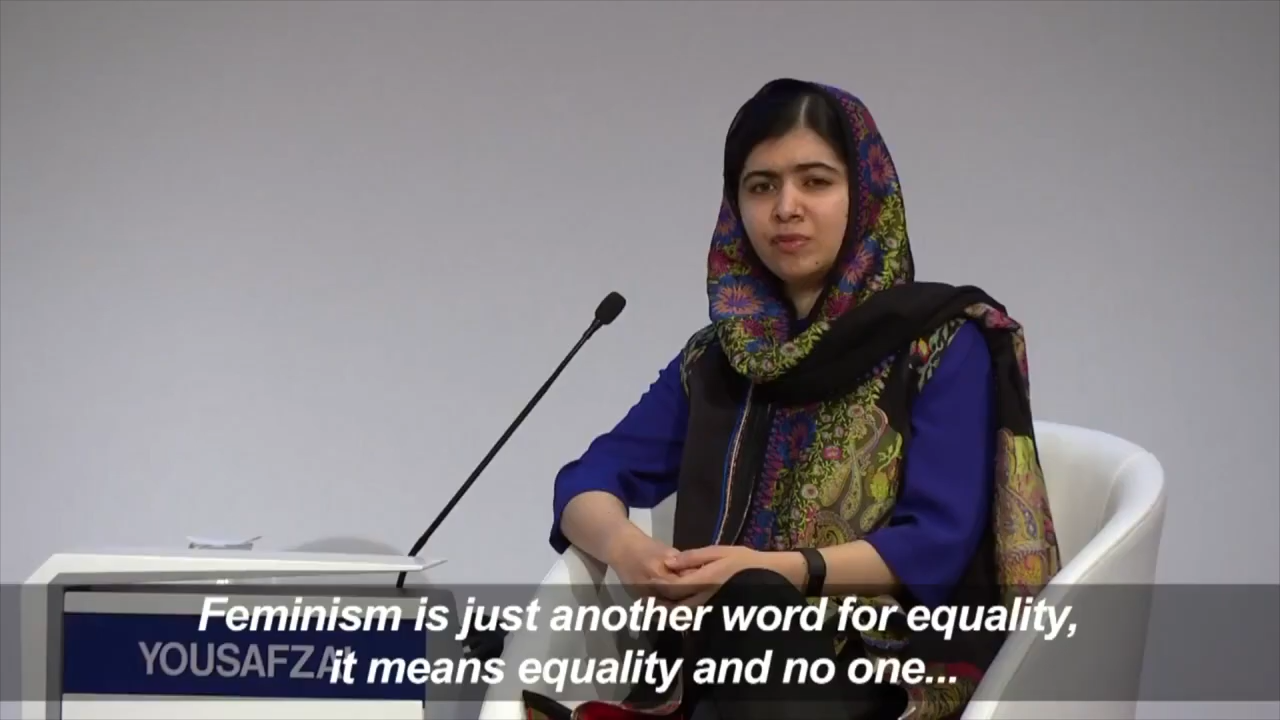 Feminism is just another word for equality,
YOUSAFZA
it means equality and no one...